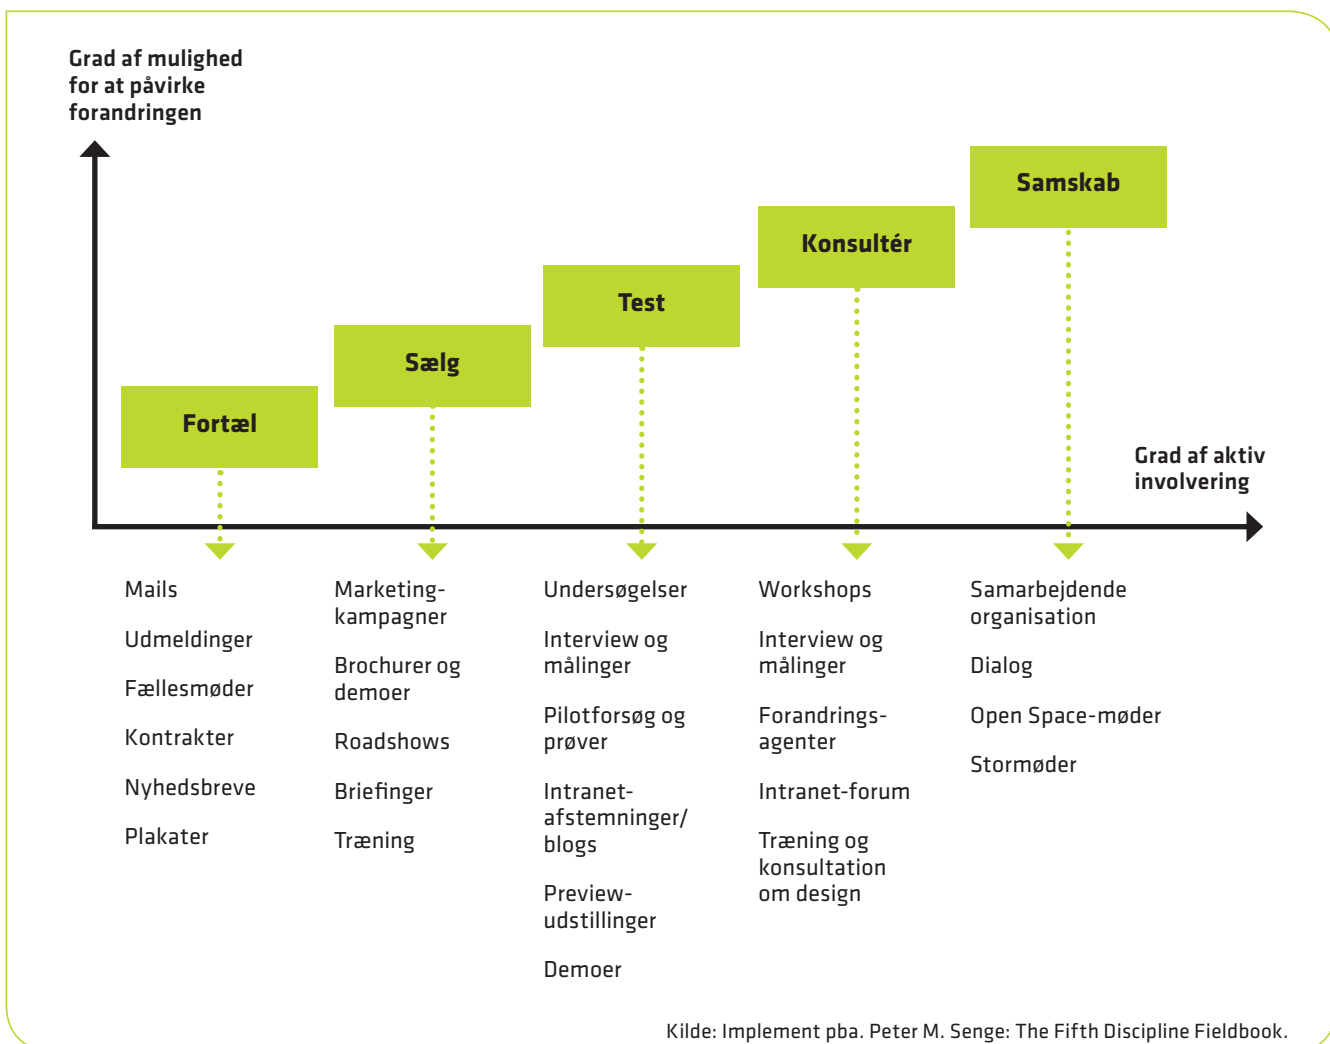 Grad af mulighed
for at påvirke
forandringen
Samskab
Konsultér
Test
Sælg
Fortæl
Grad af aktiv
involvering
Mails
Udmeldinger
Fællesmøder
Kontrakter
Nyhedsbreve
Plakater
Marketing-
kampagner
Brochurer og
demoer
Roadshows
Briefinger
Træning
Undersøgelser
Interview og
målinger
Pilotforsøg og
prøver
Intranet-
afstemninger/
blogs
Preview-
udstillinger
Demoer
Workshops
Interview og
målinger
Forandrings-
agenter
Intranet-forum
Træning og
konsultation
om design
Samarbejdende
organisation
Dialog
Open Space-møder
Stormøder
Kilde: Implement pba. Peter M. Senge: The Fifth Discipline Fieldbook.